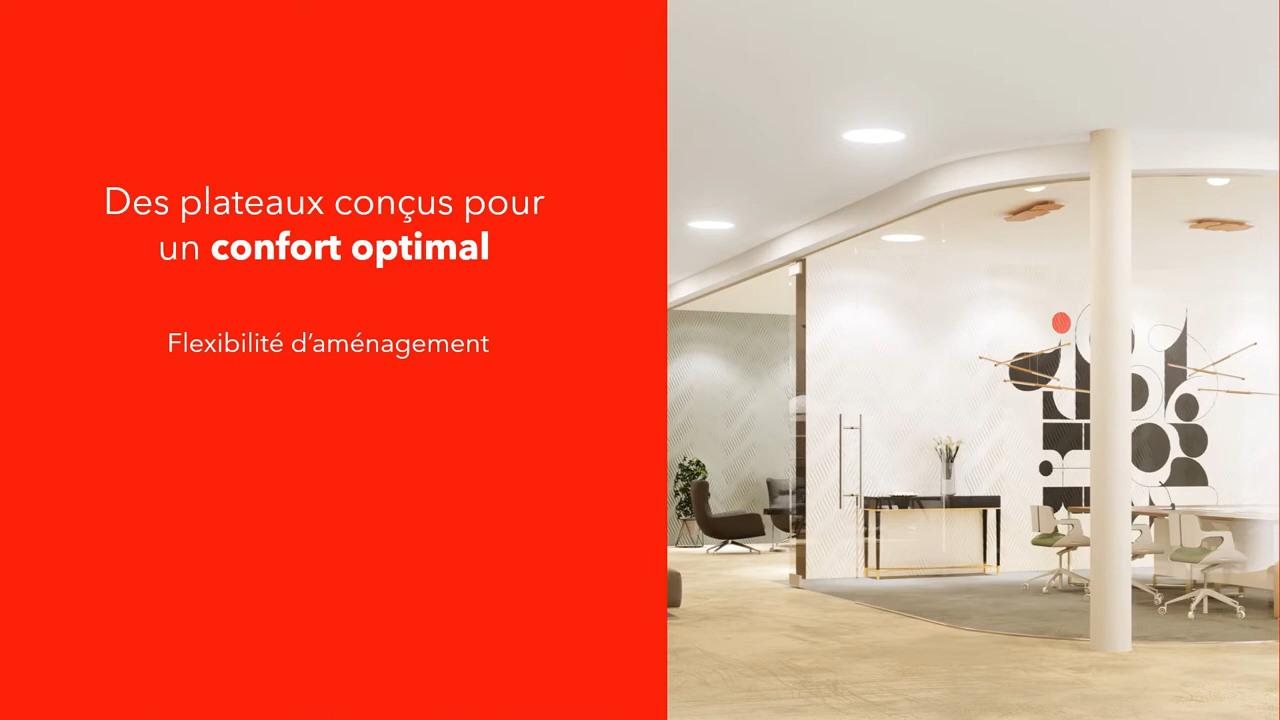 Des plateaux conçus pour
un confort optimal
Flexibilité d’aménagement